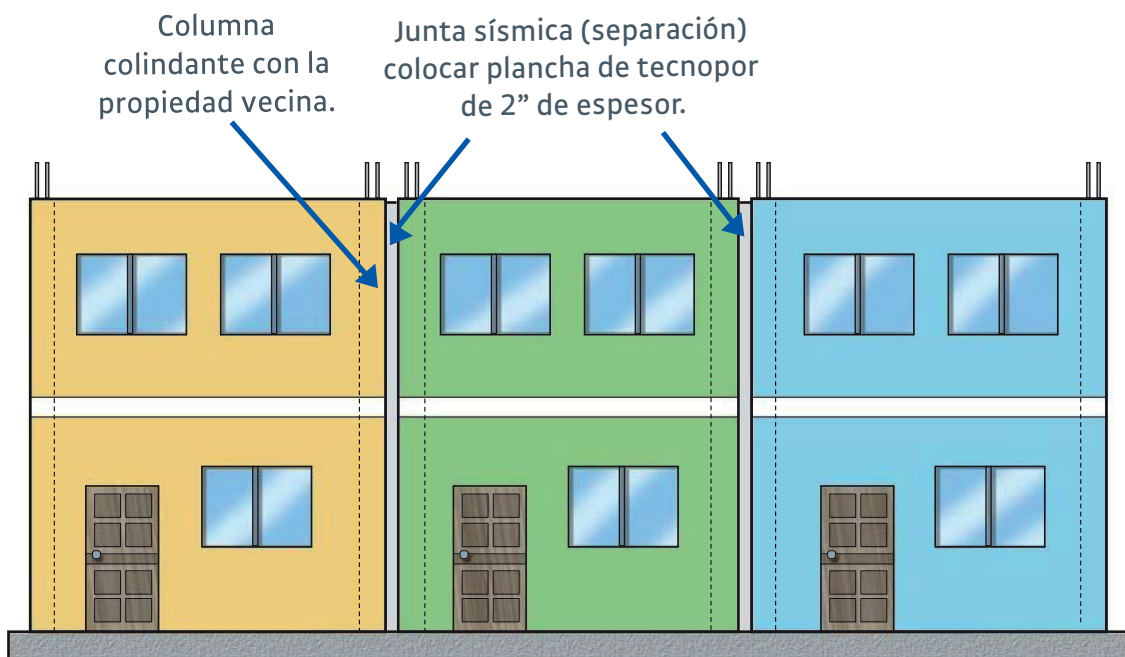 Columna
colindante con la
propiedad vecina.
Junta sísmica (separación)
colocar plancha de tecnopor
de 2” de espesor.